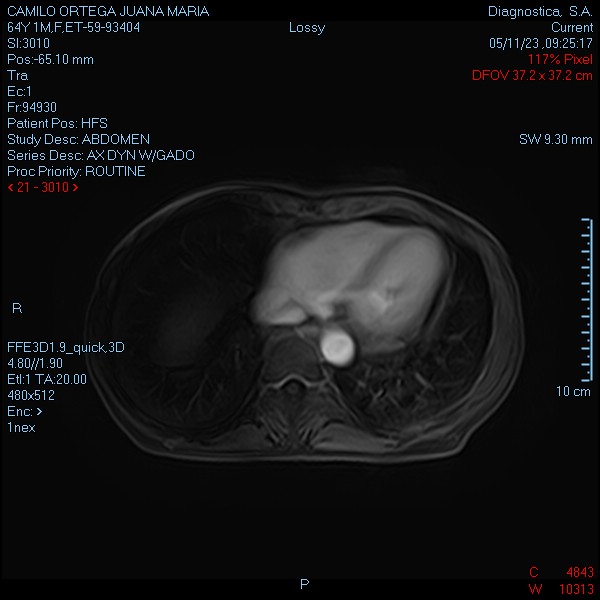 CAMILO ORTEGA JUANA MARIA
64Y 1M,F,ET-59-93404
SI:3010
Pos:-65.10 mm
Tra
Ec:1
Fr:94930
Patient Pos: HFS
Study Desc: ABDOMEN
Series Desc: AX DYN W/GADO
Proc Priority: ROUTINE
< 21 - 3010 >
Lossy
Diagnostica, S.A.
Current
05/11/23 ,09:25:17
117% Pixel
DFOV 37.2 x 37.2 cm
SW 9.30 mm
R
10 cm
FFE3D1.9_quick,3D
4.80//1.90
Etl:1 TA:20.00
480x512
Enc: >
1nex
P
C 4843
W 10313